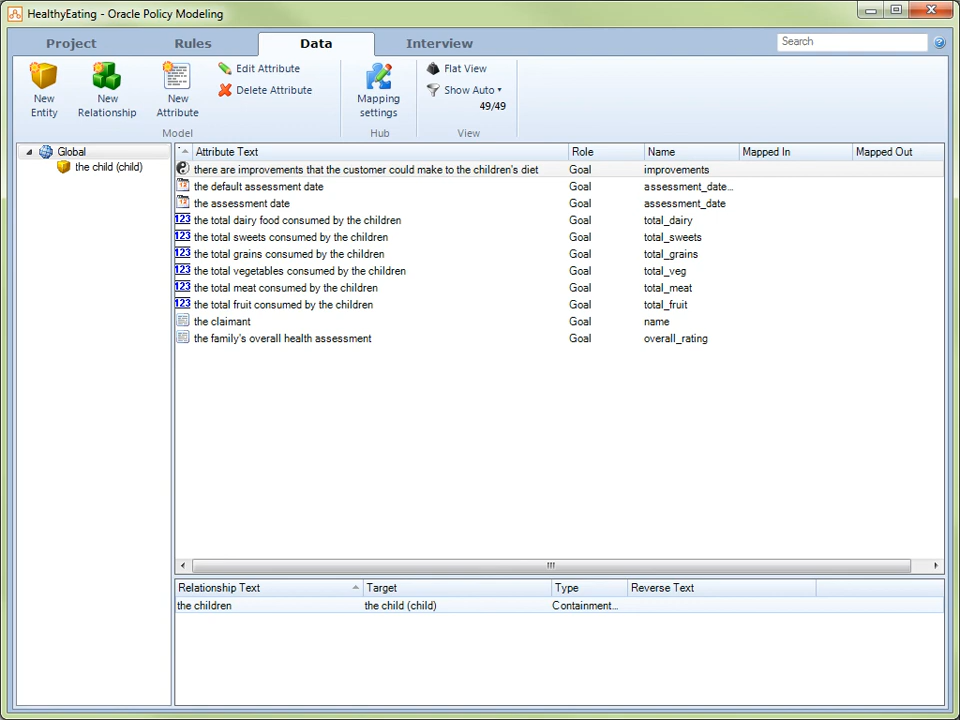 HealthyEating - Oracle Policy Modeling
Project Rules Data Interview Search
New Entity
New Relationship
New Attribute
Edit Attribute
Delete Attribute
Model
Mapping settings
Hub
Flat View
Show Auto
49/49
View
Global
the child (child)
Attribute Text Role Name Mapped In Mapped Out
there are improvements that the customer could make to the children's diet Goal improvements
the default assessment date Goal assessment_date...
the assessment date Goal assessment_date
123 the total dairy food consumed by the children Goal total_dairy
123 the total sweets consumed by the children Goal total_sweets
123 the total grains consumed by the children Goal total_grains
123 the total vegetables consumed by the children Goal total_veg
123 the total meat consumed by the children Goal total_meat
123 the total fruit consumed by the children Goal total_fruit
the claimant Goal name
the family's overall health assessment Goal overall_rating
Relationship Text Target Type Reverse Text
the children the child (child) Containment...